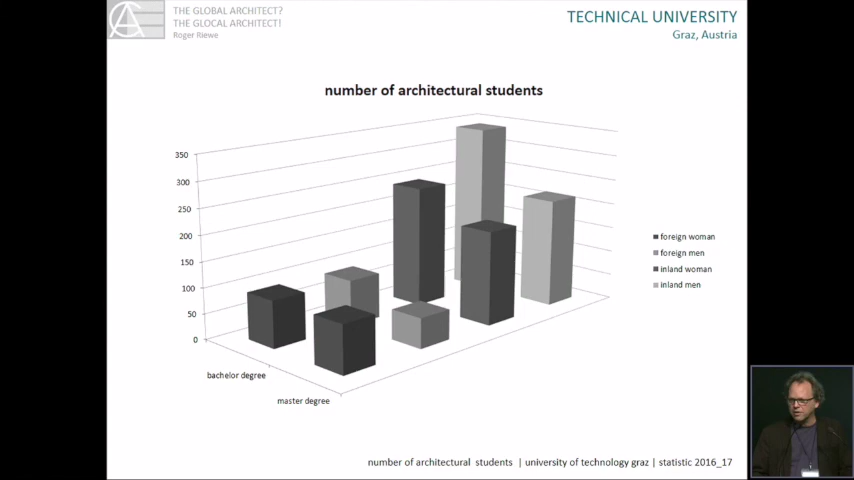 THE GLOBAL ARCHITECT?
THE GLOCAL ARCHITECT!
Roger Riewe
TECHNICAL UNIVERSITY
Graz, Austria
number of architectural students
350
300
250
200
150
100
50
0
bachelor degree
master degree
foreign woman
foreign men
inland woman
inland men
number of architectural students | university of technology graz | statistic 2016_17